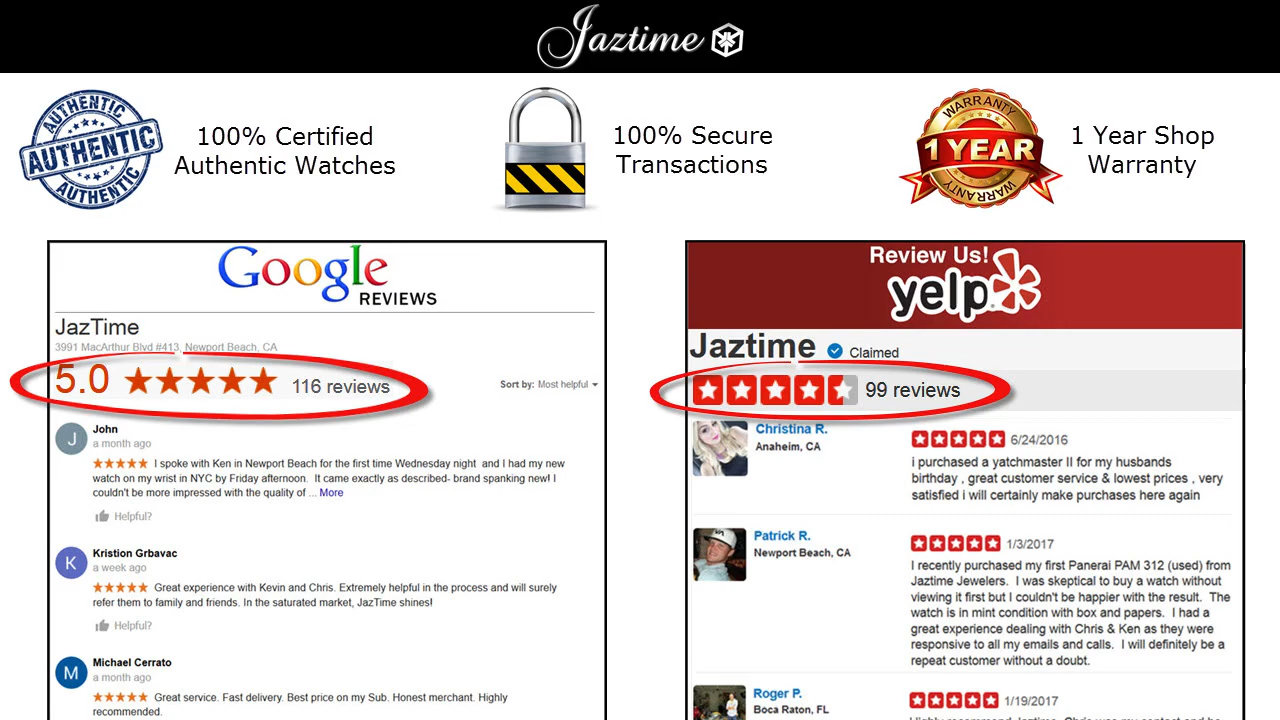 Jaztime
AUTHENTIC
AUTHENTIC
AUTHENTIC
100% Certified
Authentic Watches
100% Secure
Transactions
WARRANTY
1 YEAR
WARRANTY
1 Year Shop
Warranty
Google
REVIEWS
JazTime
3991 MacArthur Blvd #413, Newport Beach, CA
5.0 116 reviews
Sort by: Most helpful
J
John
a month ago
I spoke with Ken in Newport Beach for the first time Wednesday night and I had my new
watch on my wrist in NYC by Friday afternoon. It came exactly as described- brand spanking new! I
couldn't be more impressed with the quality of ... More
Helpful?
K
Kristion Grbavac
a week ago
Great experience with Kevin and Chris. Extremely helpful in the process and will surely
refer them to family and friends. In the saturated market, JazTime shines!
Helpful?
M
Michael Cerrato
a month ago
Great service. Fast delivery. Best price on my Sub. Honest merchant. Highly
recommended.
Review Us!
yelp
Jaztime Claimed
99 reviews
Christina R.
Anaheim, CA
6/24/2016
i purchased a yatchmaster II for my husbands
birthday , great customer service & lowest prices , very
satisfied i will certainly make purchases here again
Patrick R.
Newport Beach, CA
1/3/2017
I recently purchased my first Panerai PAM 312 (used) from
Jaztime Jewelers. I was skeptical to buy a watch without
viewing it first but I couldn't be happier with the result. The
watch is in mint condition with box and papers. I had a
great experience dealing with Chris & Ken as they were
responsive to all my emails and calls. I will definitely be a
repeat customer without a doubt.
Roger P.
Boca Raton, FL
1/19/2017